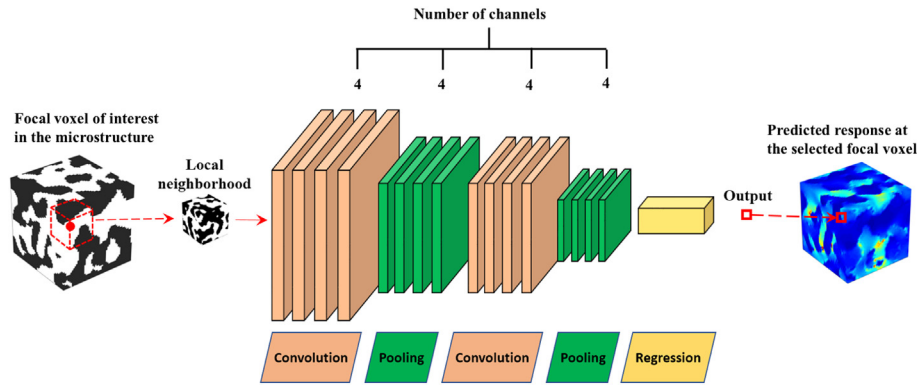 Number of channels
4 4 4 4
Focal voxel of interest
in the microstructure
Local
neighborhood
Predicted response at
the selected focal voxel
Output
Convolution Pooling Convolution Pooling Regression